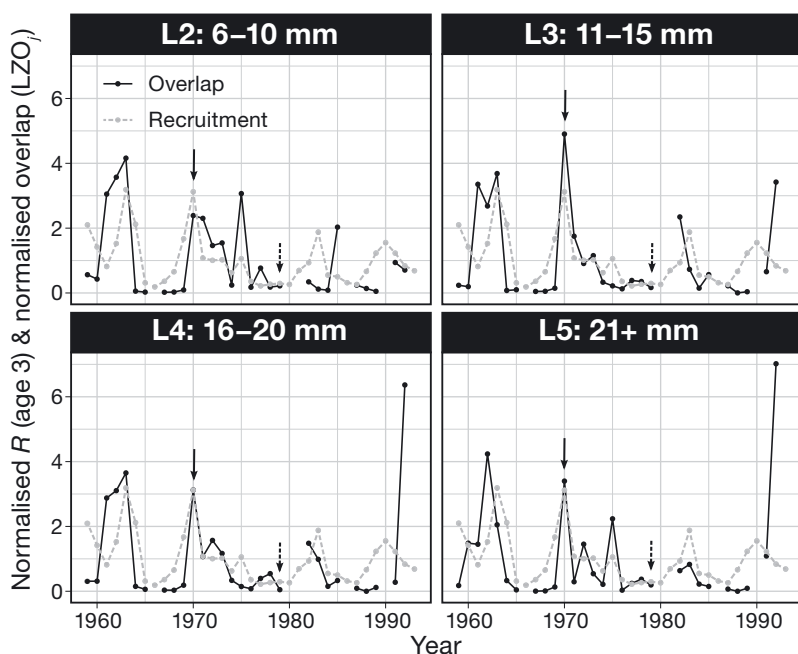 Normalised R (age 3) & normalised overlap (LZOj)
L2: 6–10 mm
L3: 11–15 mm
Overlap
Recruitment
6
4
2
0
L4: 16–20 mm
L5: 21+ mm
6
4
2
0
1960 1970 1980 1990 1960 1970 1980 1990
Year